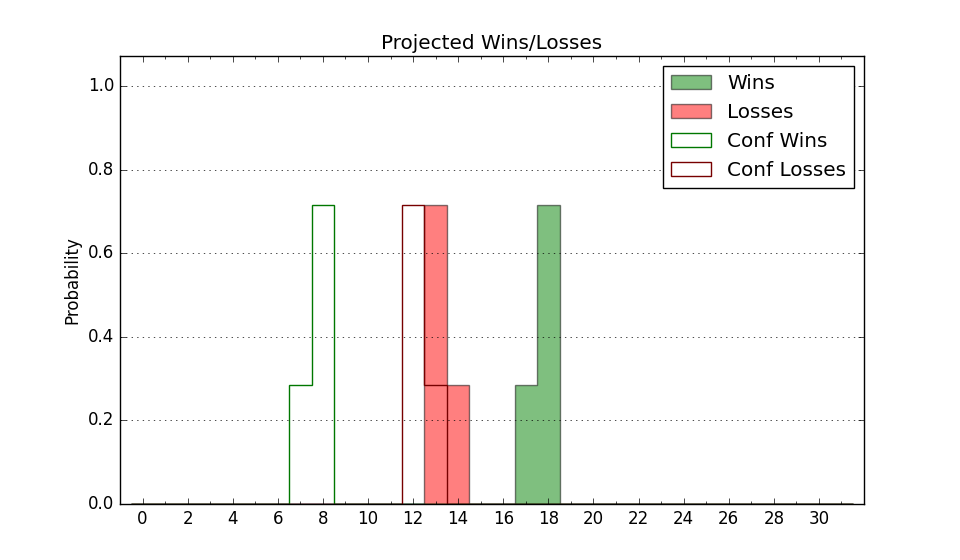 Projected Wins/Losses
Probability
1.0
0.8
0.6
0.4
0.2
0.0
0 2 4 6 8 10 12 14 16 18 20 22 24 26 28 30
Wins
Losses
Conf Wins
Conf Losses